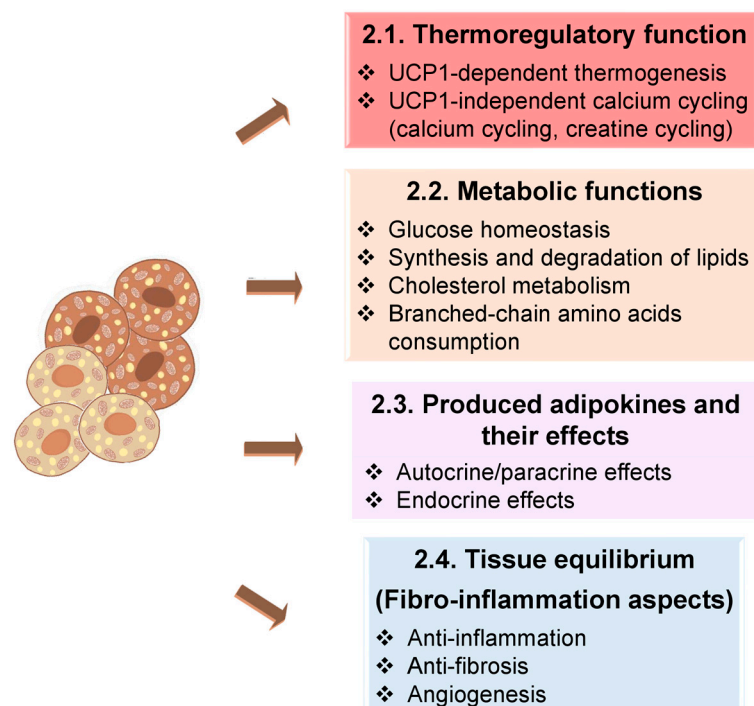 2.1. Thermoregulatory function
❖ UCP1-dependent thermogenesis
❖ UCP1-independent calcium cycling
(calcium cycling, creatine cycling)
2.2. Metabolic functions
❖ Glucose homeostasis
❖ Synthesis and degradation of lipids
❖ Cholesterol metabolism
❖ Branched-chain amino acids
consumption
2.3. Produced adipokines and
their effects
❖ Autocrine/paracrine effects
❖ Endocrine effects
2.4. Tissue equilibrium
(Fibro-inflammation aspects)
❖ Anti-inflammation
❖ Anti-fibrosis
❖ Angiogenesis